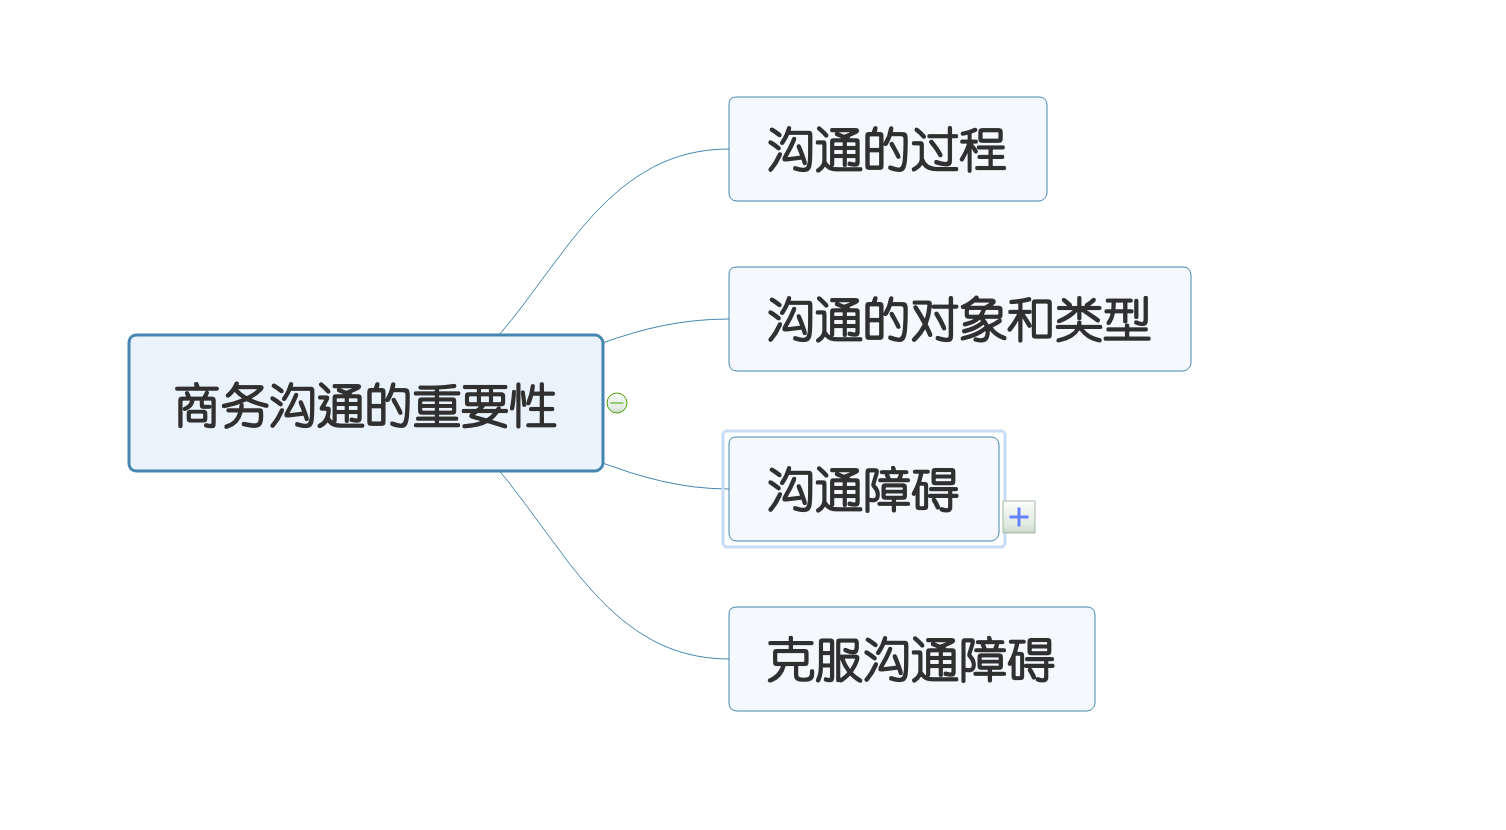 商务沟通的重要性
沟通的过程
沟通的对象和类型
沟通障碍
克服沟通障碍